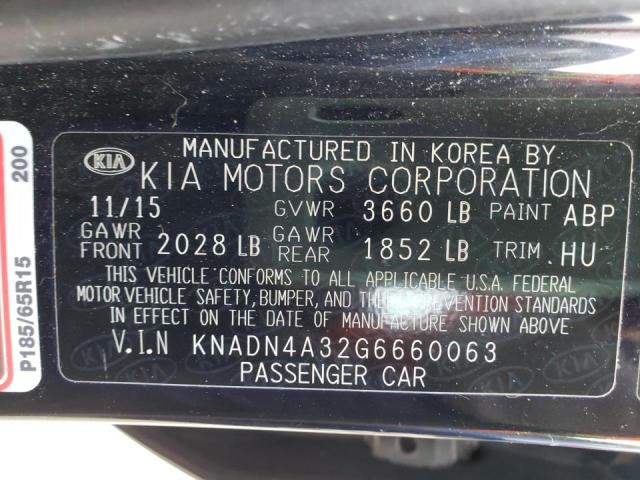 KIA
MANUFACTURED IN KOREA BY
KIA MOTORS CORPORATION
11/15 GVWR 3660 LB PAINT ABP
GAWR FRONT 2028 LB GAWR REAR 1852 LB TRIM. HU
THIS VEHICLE CONFORMS TO ALL APPLICABLE U.S.A. FEDERAL
MOTOR VEHICLE SAFETY, BUMPER, AND THEFT PREVENTION STANDARDS
IN EFFECT ON THE DATE OF MANUFACTURE SHOWN ABOVE
V.I.N KNADN4A32G6660063
PASSENGER CAR
P185/65R15 200